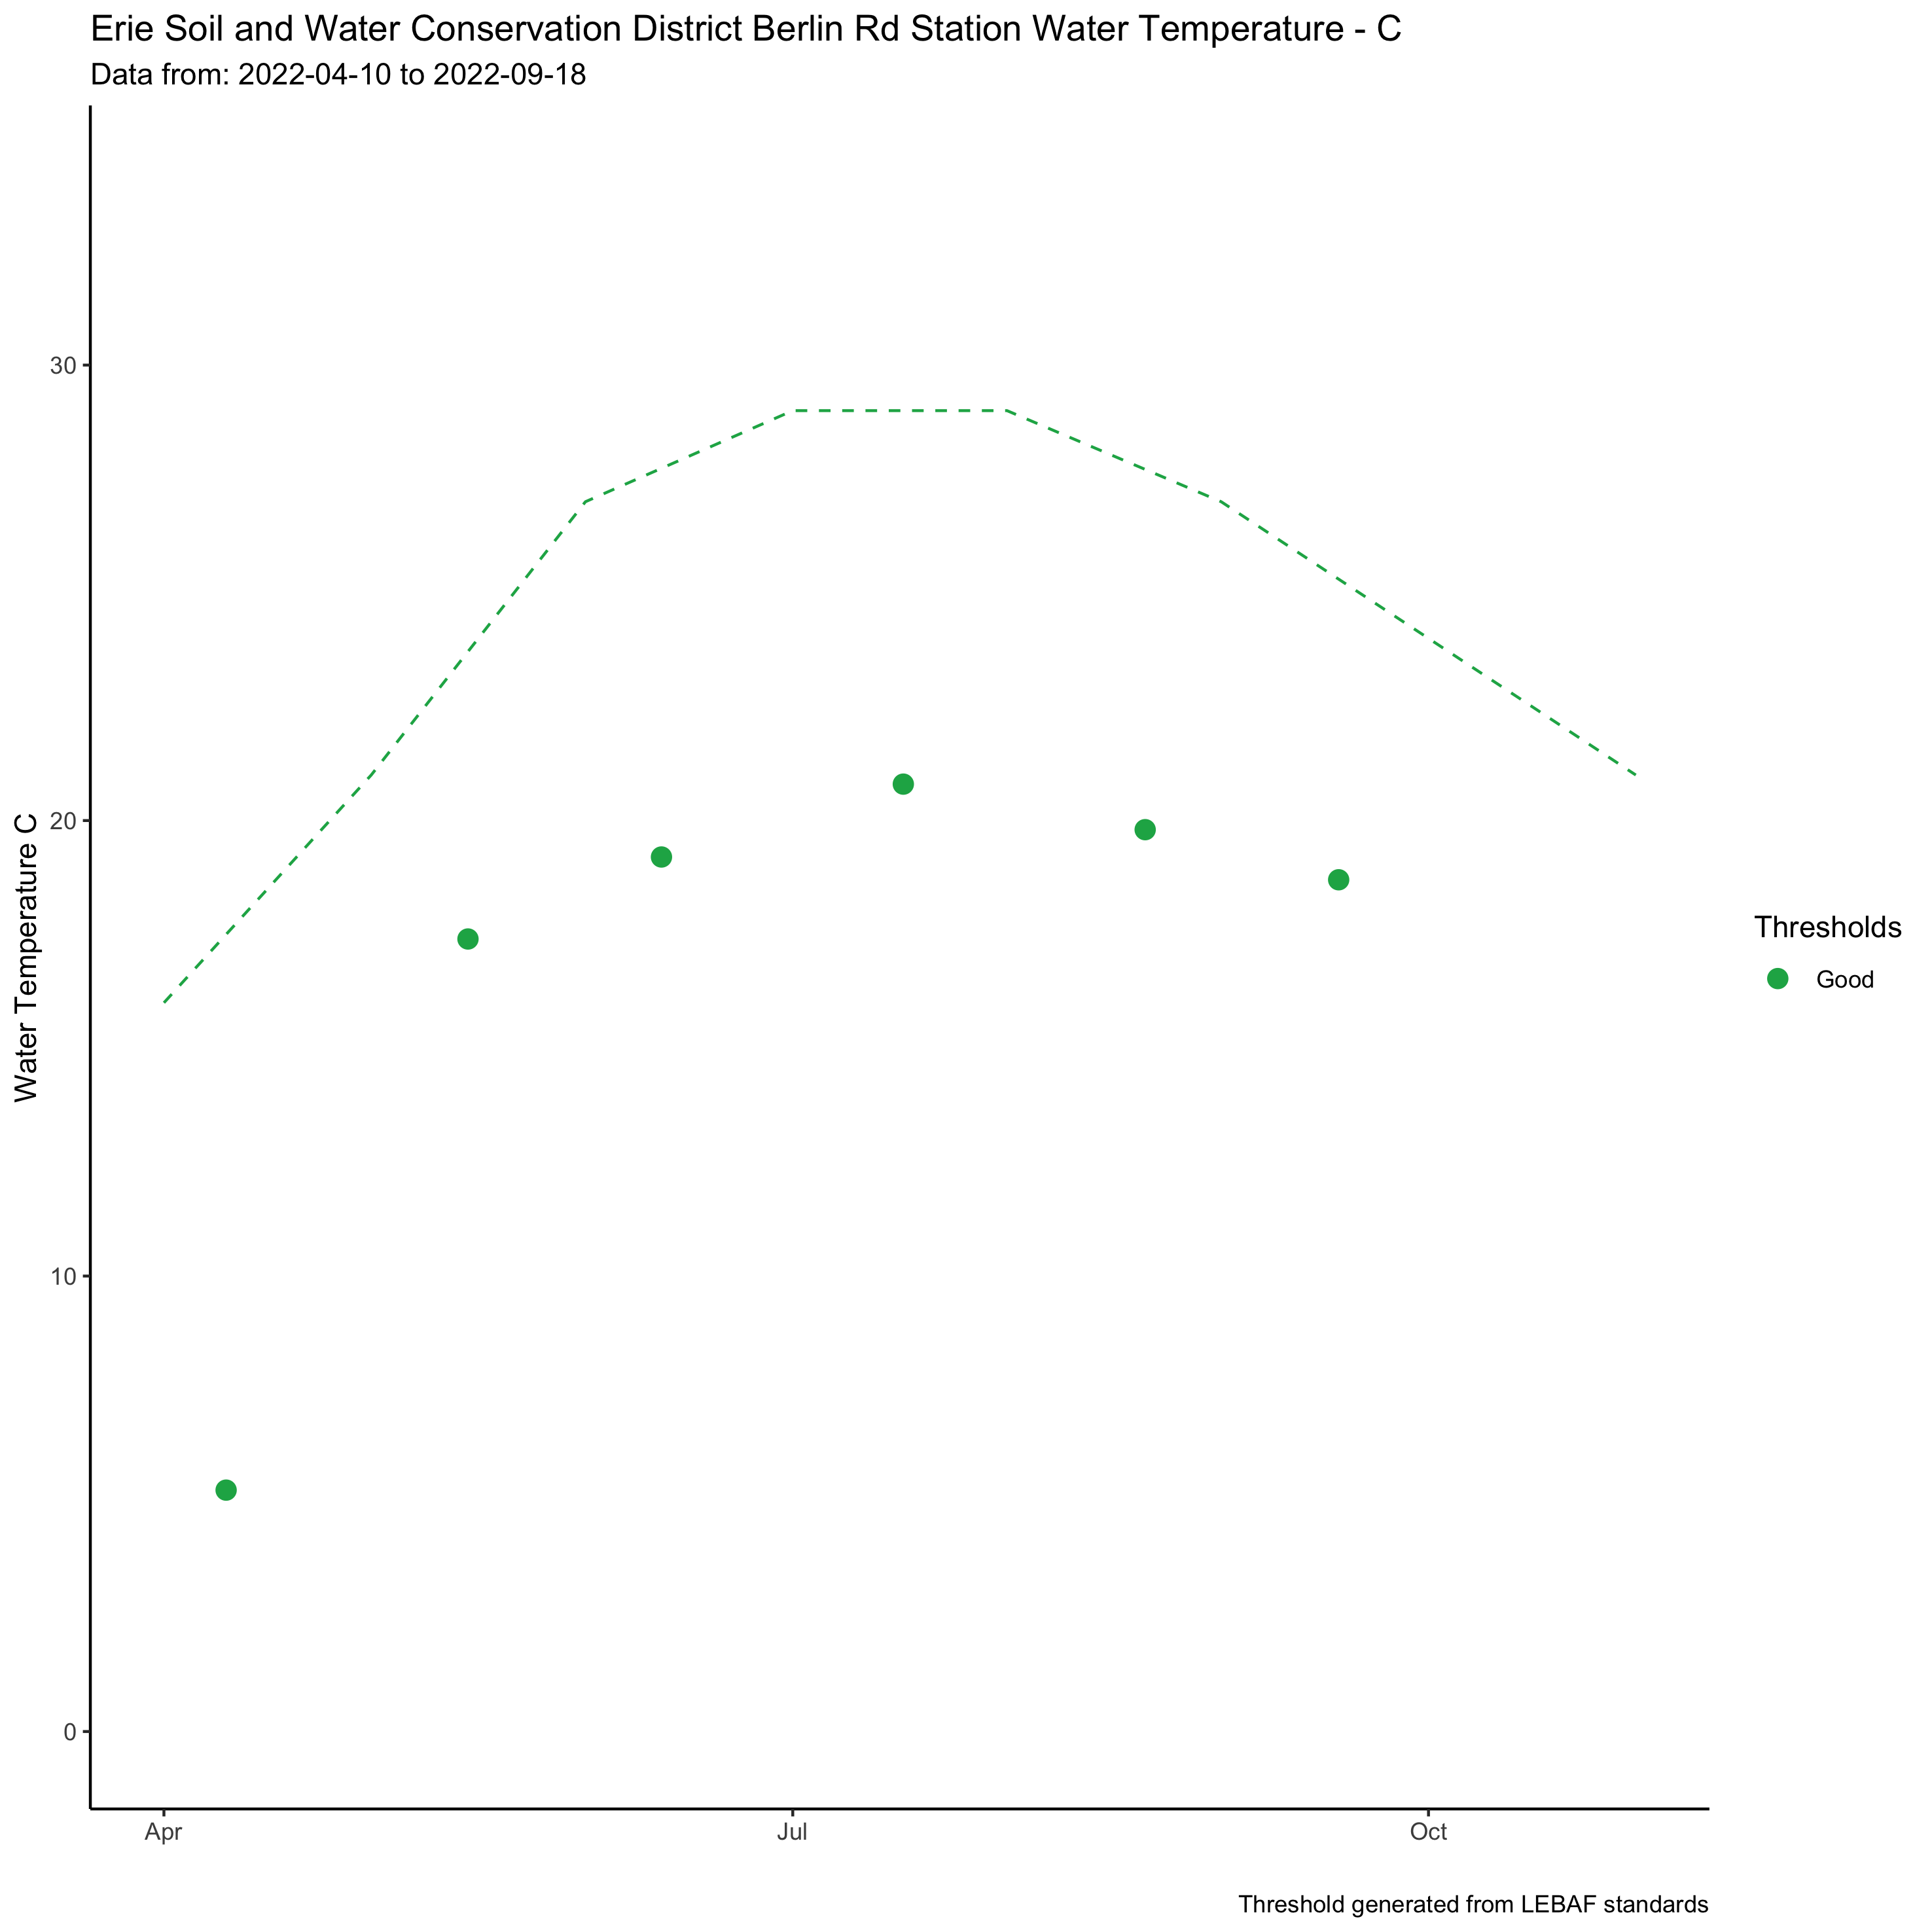 Erie Soil and Water Conservation District Berlin Rd Station Water Temperature - C
Data from: 2022-04-10 to 2022-09-18
Water Temperature C
30
20
10
0
Apr
Jul
Oct
Thresholds
Good
Threshold generated from LEBAF standards